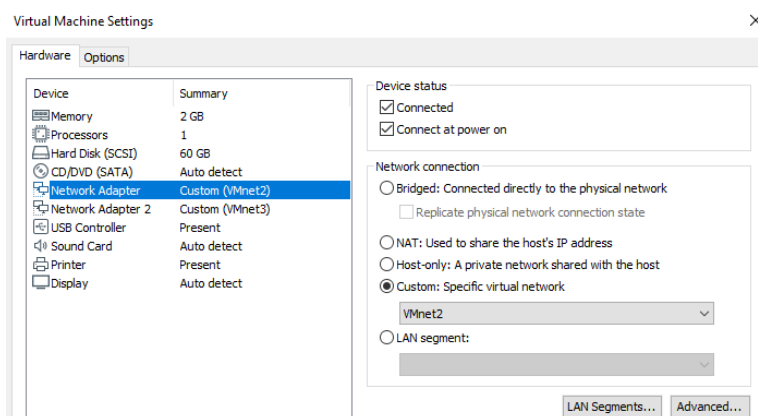 Virtual Machine Settings
Hardware Options
Device Summary
Memory 2 GB
Processors 1
Hard Disk (SCSI) 60 GB
CD/DVD (SATA) Auto detect
Network Adapter Custom (VMnet2)
Network Adapter 2 Custom (VMnet3)
USB Controller Present
Sound Card Auto detect
Printer Present
Display Auto detect
Device status
Connected
Connect at power on
Network connection
Bridged: Connected directly to the physical network
Replicate physical network connection state
NAT: Used to share the host's IP address
Host-only: A private network shared with the host
Custom: Specific virtual network
VMnet2
LAN segment:
LAN Segments... Advanced...